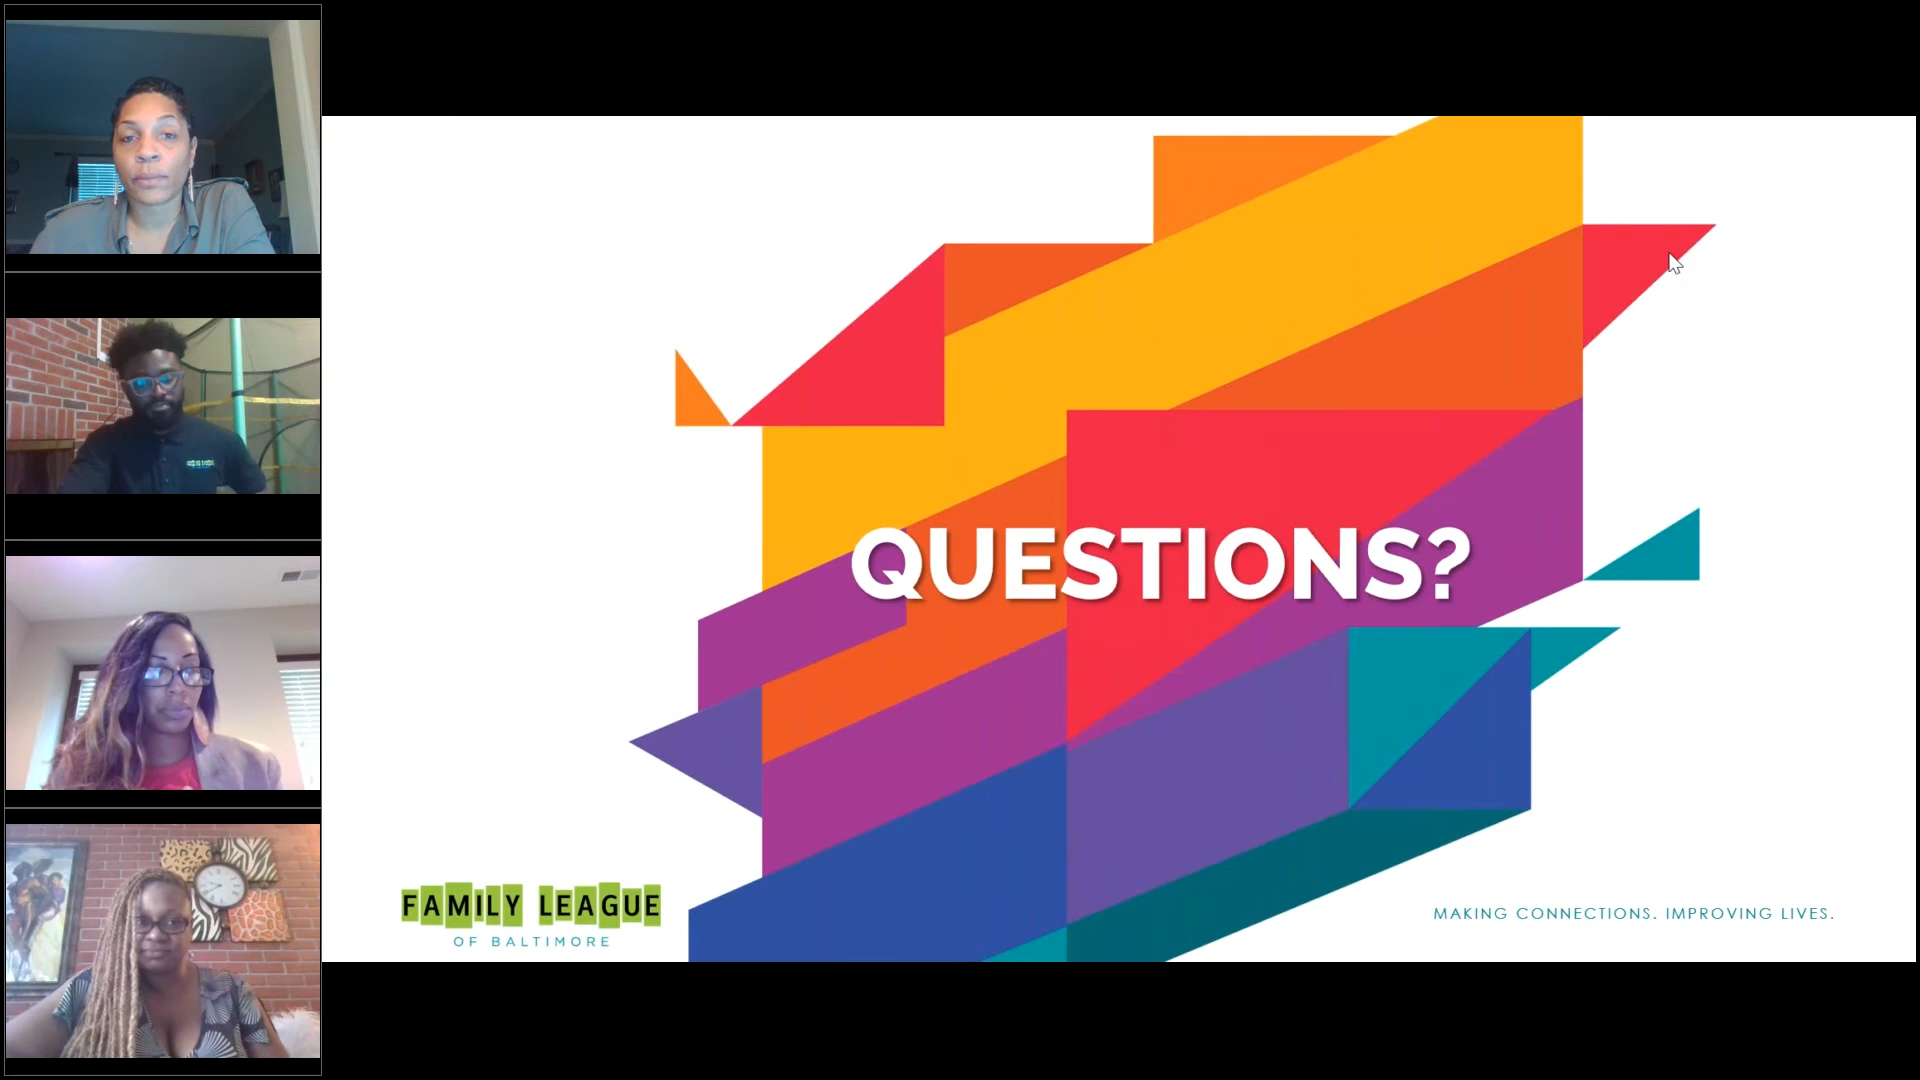 QUESTIONS?
FAMILY LEAGUE
OF BALTIMORE
MAKING CONNECTIONS. IMPROVING LIVES.